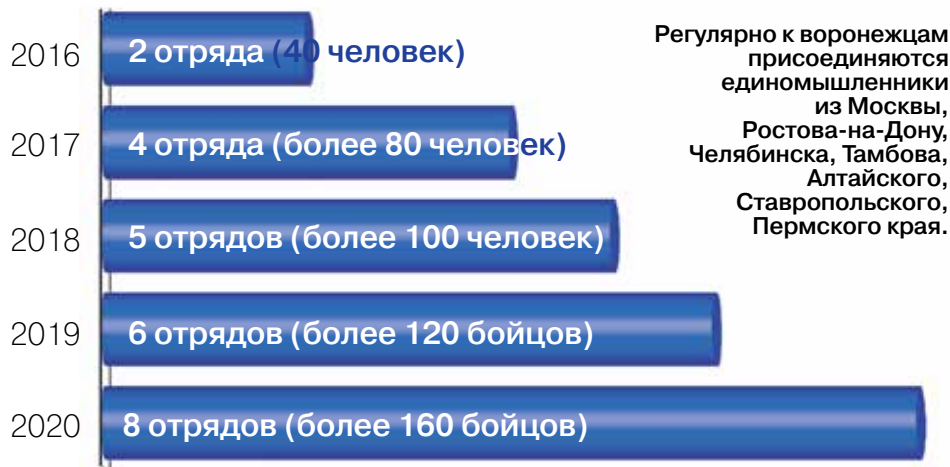 2016 2 отряда (40 человек)
2017 4 отряда (более 80 человек)
2018 5 отрядов (более 100 человек)
2019 6 отрядов (более 120 бойцов)
2020 8 отрядов (более 160 бойцов)
Регулярно к воронежцам
присоединяются
единомышленники
из Москвы,
Ростова-на-Дону,
Челябинска, Тамбова,
Алтайского,
Ставропольского,
Пермского края.